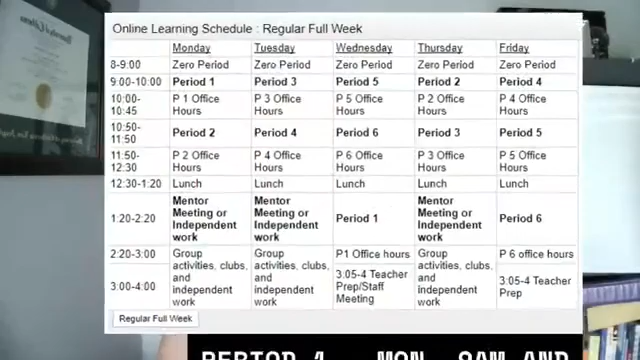 Online Learning Schedule : Regular Full Week
Monday Tuesday Wednesday Thursday Friday
8-9:00 Zero Period Zero Period Zero Period Zero Period Zero Period
9:00-10:00 Period 1 Period 3 Period 5 Period 2 Period 4
10:00- P 1 Office P 3 Office P 5 Office P 2 Office P 4 Office
10:45 Hours Hours Hours Hours Hours
10:50-
11:50 Period 2 Period 4 Period 6 Period 3 Period 5
11:50- P 2 Office P 4 Office P 6 Office P 3 Office P 5 Office
12:30 Hours Hours Hours Hours Hours
12:30-1:20 Lunch Lunch Lunch Lunch Lunch
Mentor Mentor Mentor
Meeting or Meeting or Meeting or
1:20-2:20 Independent Independent Period 1 Independent Period 6
work work work
2:20-3:00 Group Group P1 Office hours Group P 6 office hours
activities, clubs, activities, clubs, activities, clubs,
and and 3:05-4 Teacher and 3:05-4 Teacher
3:00-4:00 independent independent Prep/Staff independent Prep
work work Meeting work
Regular Full Week
PERIOD 1 MON 9AM AND